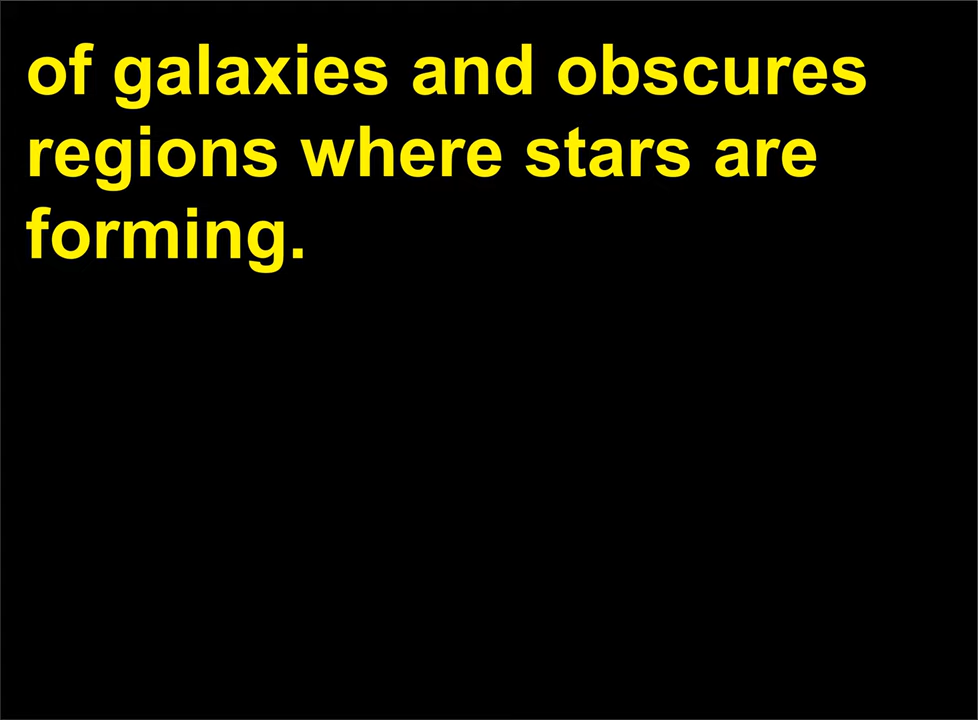 of galaxies and obscures
regions where stars are
forming.